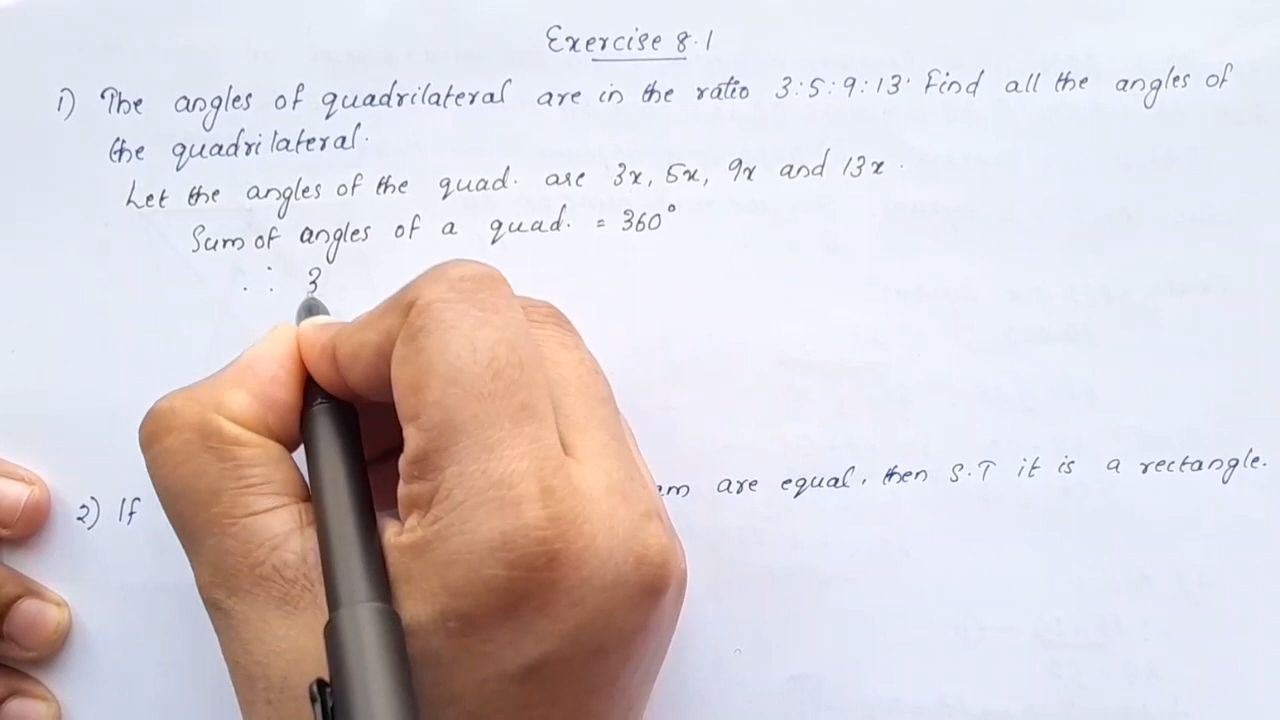 Exercise 8.1
1) The angles of quadrilateral are in the ratio 3:5:9:13. Find all the angles of
the quadrilateral.
Let the angles of the quad. are 3x, 5x, 9x and 13x.
Sum of angles of a quad. = 360°
∴ 3
2) If are equal, then S.T it is a rectangle.